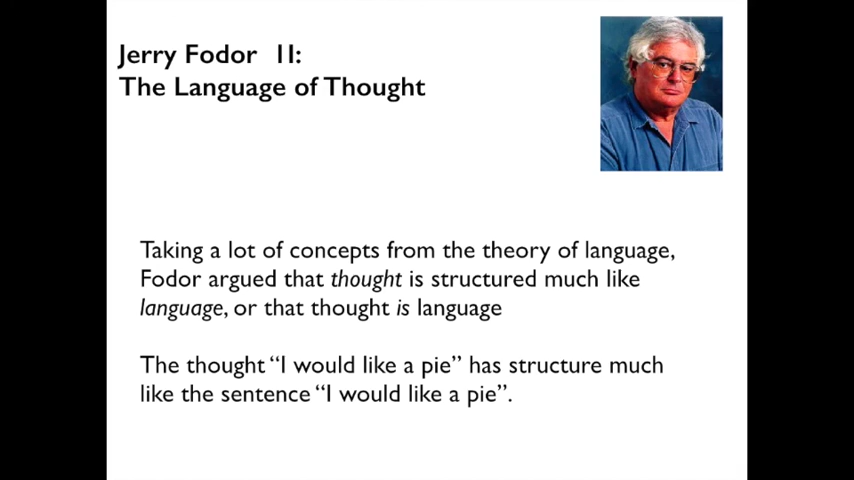 Jerry Fodor 1I:
The Language of Thought
Taking a lot of concepts from the theory of language,
Fodor argued that thought is structured much like
language, or that thought is language
The thought “I would like a pie” has structure much
like the sentence “I would like a pie”.